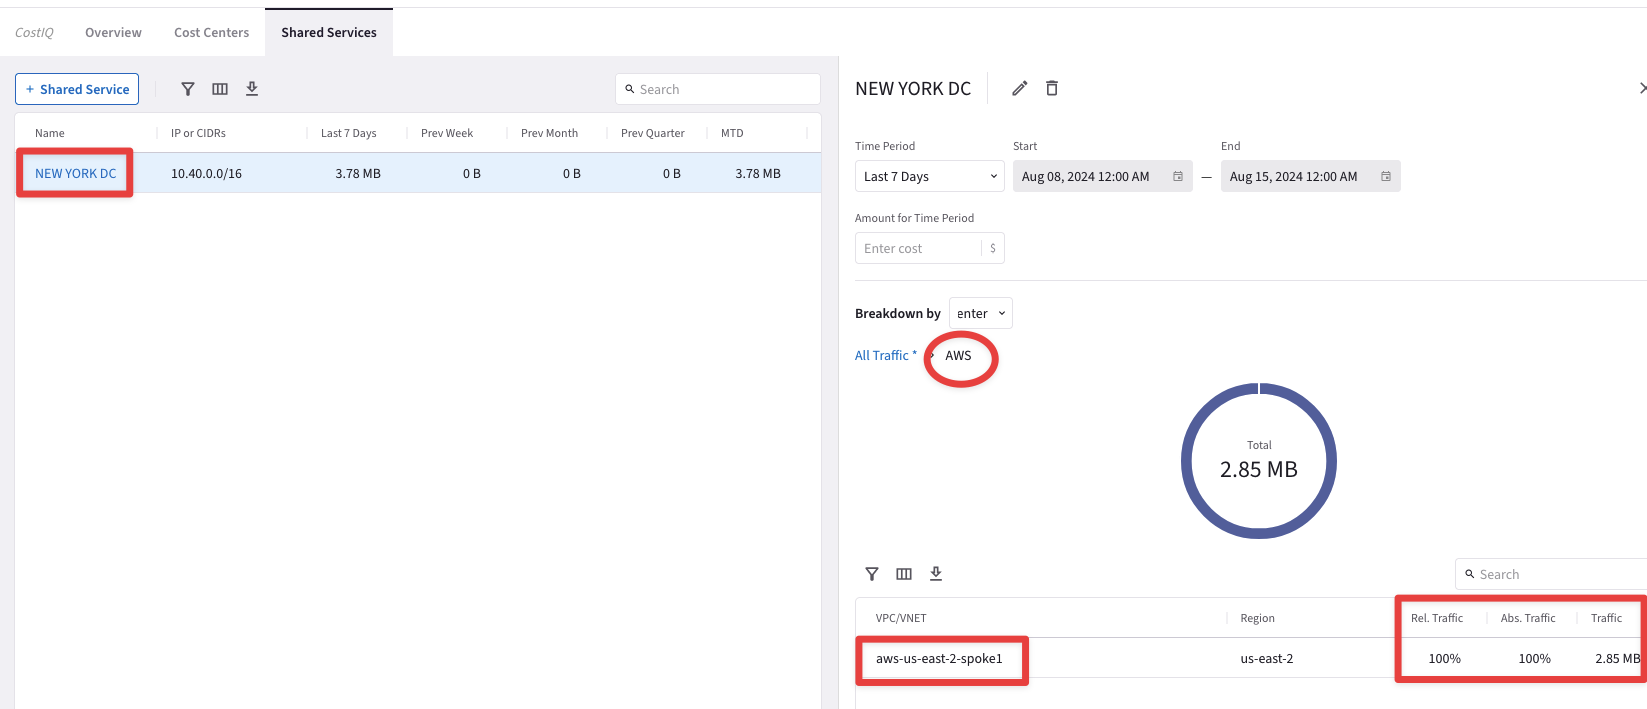 CostIQ Overview Cost Centers Shared Services
+ Shared Service
Search
Name IP or CIDRs Last 7 Days Prev Week Prev Month Prev Quarter MTD
NEW YORK DC 10.40.0.0/16 3.78 MB 0 B 0 B 0 B 3.78 MB
NEW YORK DC
Time Period Start End
Last 7 Days Aug 08, 2024 12:00 AM — Aug 15, 2024 12:00 AM
Amount for Time Period
Enter cost $
Breakdown by enter
All Traffic * › AWS
Total
2.85 MB
Search
VPC/VNET Region Rel. Traffic Abs. Traffic Traffic
aws-us-east-2-spoke1 us-east-2 100% 100% 2.85 MB